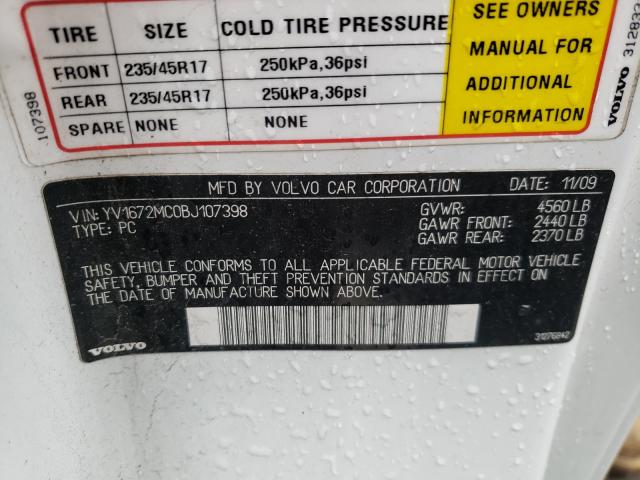 TIRE SIZE COLD TIRE PRESSURE
FRONT 235/45R17 250kPa,36psi
REAR 235/45R17 250kPa,36psi
SPARE NONE NONE
SEE OWNERS
MANUAL FOR
ADDITIONAL
INFORMATION
107398
VOLVO
MFD BY VOLVO CAR CORPORATION DATE: 11/09
VIN: YV1672MC0BJ107398
TYPE: PC
GVWR: 4560 LB
GAWR FRONT: 2440 LB
GAWR REAR: 2370 LB
THIS VEHICLE CONFORMS TO ALL APPLICABLE FEDERAL MOTOR VEHICLE
SAFETY, BUMPER AND THEFT PREVENTION STANDARDS IN EFFECT ON
THE DATE OF MANUFACTURE SHOWN ABOVE.
VOLVO